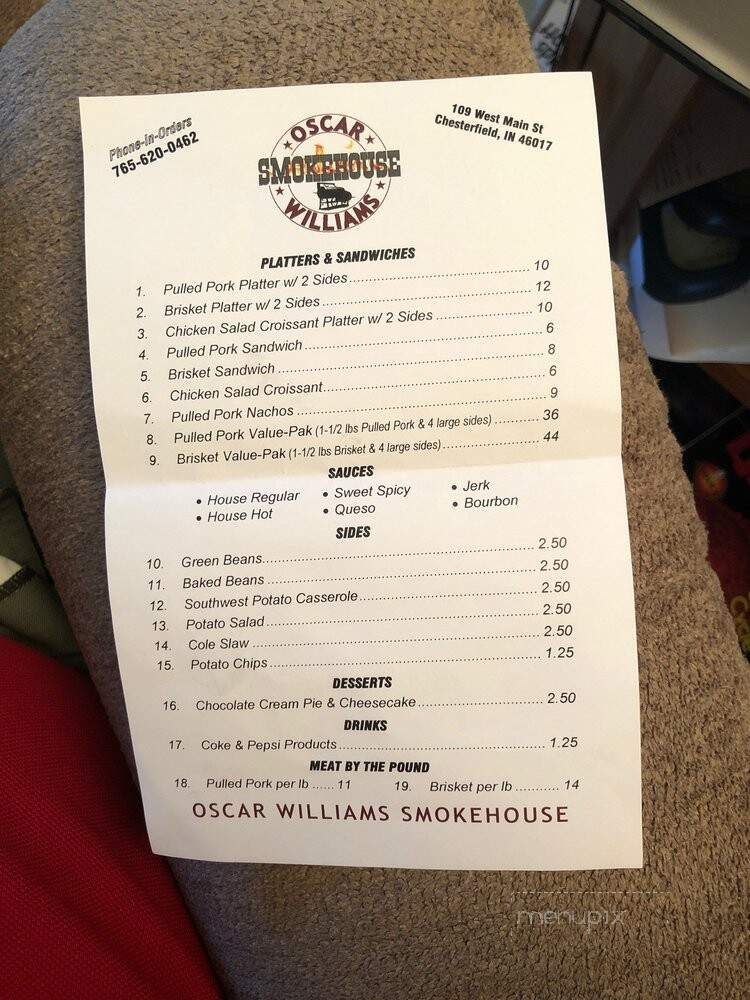 Phone-In-Orders
765-620-0462
OSCAR
SMOKEHOUSE
WILLIAMS
109 West Main St
Chesterfield, IN 46017
PLATTERS & SANDWICHES
1. Pulled Pork Platter w/ 2 Sides 10
2. Brisket Platter w/ 2 Sides 12
3. Chicken Salad Croissant Platter w/ 2 Sides 10
4. Pulled Pork Sandwich 6
5. Brisket Sandwich 8
6. Chicken Salad Croissant 6
7. Pulled Pork Nachos 9
8. Pulled Pork Value-Pak (1-1/2 lbs Pulled Pork & 4 large sides) 36
9. Brisket Value-Pak (1-1/2 lbs Brisket & 4 large sides) 44
SAUCES
• House Regular • Sweet Spicy • Jerk
• House Hot • Queso • Bourbon
SIDES
10. Green Beans 2.50
11. Baked Beans 2.50
12. Southwest Potato Casserole 2.50
13. Potato Salad 2.50
14. Cole Slaw 2.50
15. Potato Chips 1.25
DESSERTS
16. Chocolate Cream Pie & Cheesecake 2.50
DRINKS
17. Coke & Pepsi Products 1.25
MEAT BY THE POUND
18. Pulled Pork per lb ...... 11 19. Brisket per lb ........... 14
OSCAR WILLIAMS SMOKEHOUSE
menupix